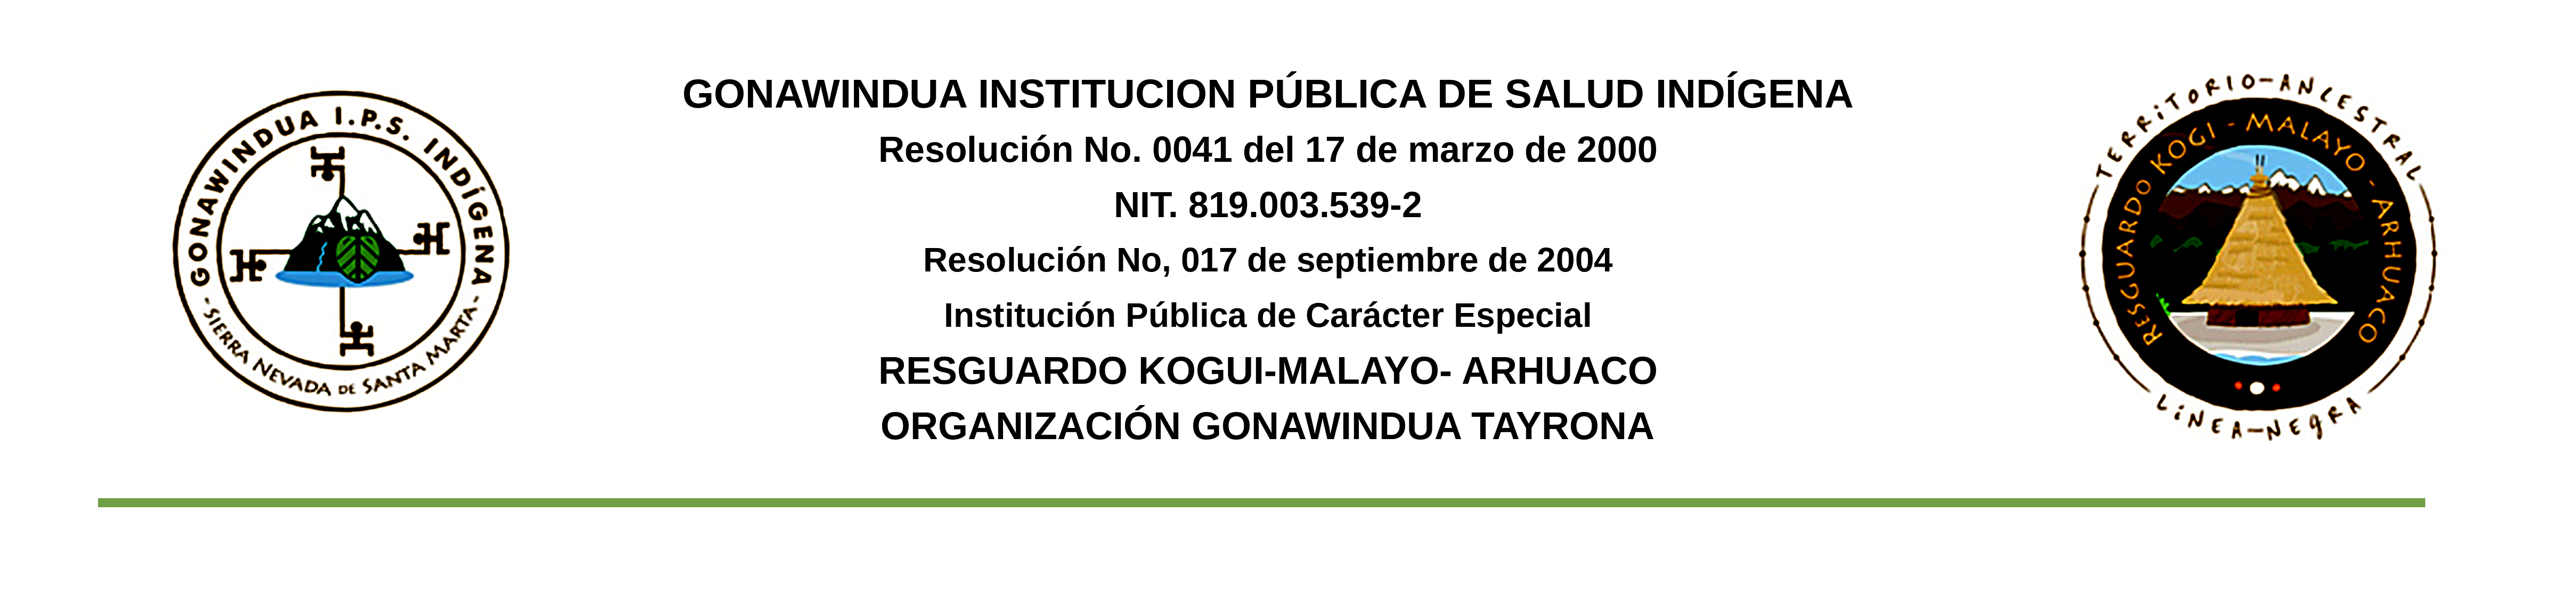 GONAWINDUA I.P.S. INDÍGENA
- SIERRA NEVADA DE SANTA MARTA -
GONAWINDUA INSTITUCION PÚBLICA DE SALUD INDÍGENA
Resolución No. 0041 del 17 de marzo de 2000
NIT. 819.003.539-2
Resolución No, 017 de septiembre de 2004
Institución Pública de Carácter Especial
RESGUARDO KOGUI-MALAYO- ARHUACO
ORGANIZACIÓN GONAWINDUA TAYRONA
TERRiToRIO-ANCESTRAL
RESGUARDO KOGI - MALAYO - ARHUACO
LiNEA-NEgRA